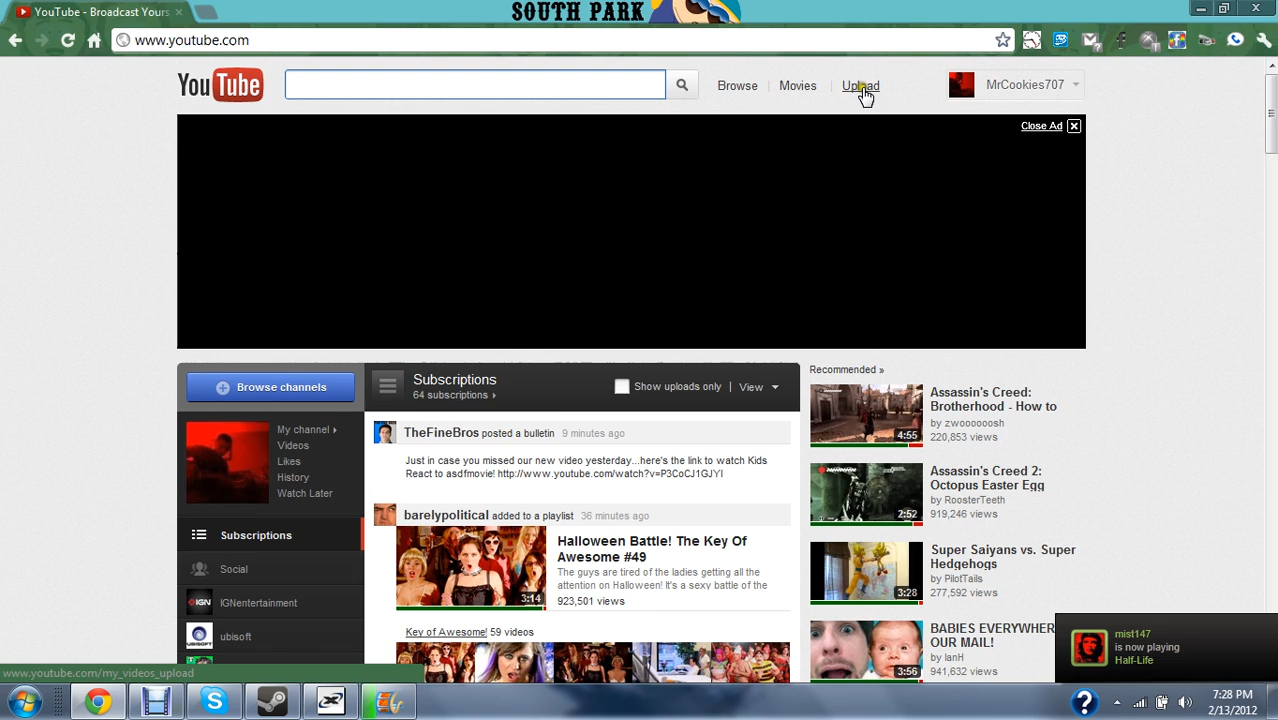 SOUTH PARK
YouTube - Broadcast Yours
www.youtube.com
YouTube
Browse
Movies
Upload
MrCookies707
Close Ad
Browse channels
Subscriptions
64 subscriptions
Show uploads only
View
Recommended »
My channel
Videos
Likes
History
Watch Later
Subscriptions
Social
IGN
IGNentertainment
UBISOFT
ubisoft
TheFineBros posted a bulletin 9 minutes ago
Just in case you missed our new video yesterday...here's the link to watch Kids
React to asdfmovie! http://www.youtube.com/watch?v=P3CoCJ1GJYI
barelypolitical added to a playlist 36 minutes ago
3:14
Halloween Battle! The Key Of
Awesome #49
The guys are tired of the ladies getting all the
attention on Halloween! It's a sexy battle of the
923,501 views
Key of Awesome! 59 videos
4:55
Assassin's Creed:
Brotherhood - How to
by zwoooooosh
220,853 views
2:52
Assassin's Creed 2:
Octopus Easter Egg
by RoosterTeeth
919,246 views
3:28
Super Saiyans vs. Super
Hedgehogs
by PilotTails
277,592 views
3:56
BABIES EVERYWHER
OUR MAIL!
by IanH
941,632 views
mist147
is now playing
Half-Life
www.youtube.com/my_videos_upload
7:28 PM
2/13/2012